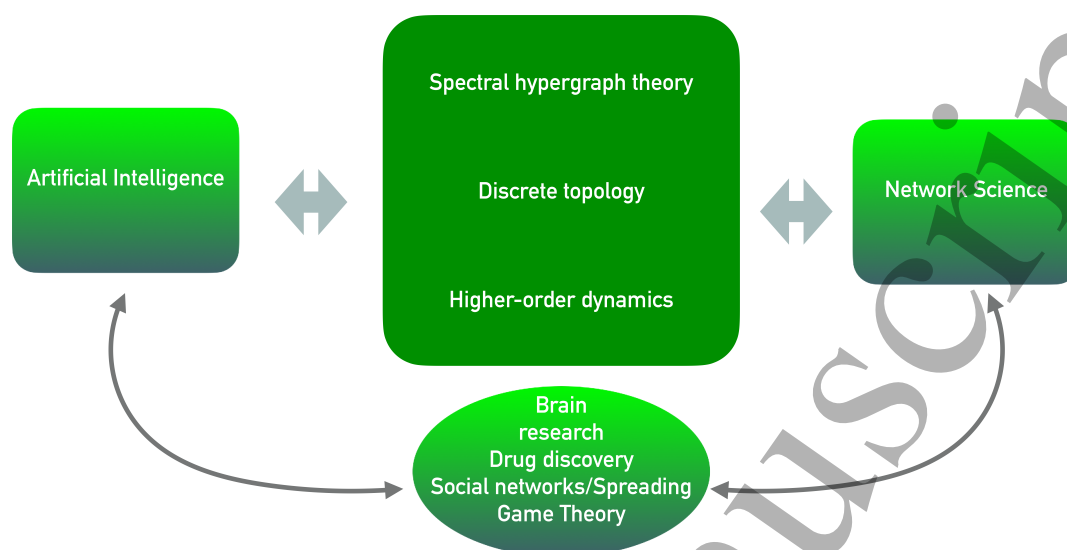 Spectral hypergraph theory
Artificial Intelligence
Discrete topology
Network Science
Higher-order dynamics
Brain
research
Drug discovery
Social networks/Spreading
Game Theory
uscrip